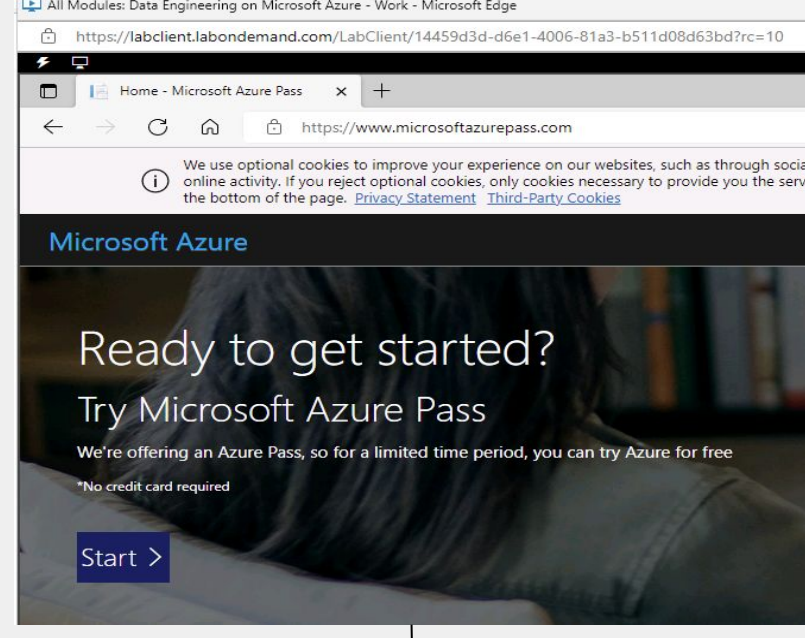 All Modules: Data Engineering on Microsoft Azure - Work - Microsoft Edge
https://labclient.labondemand.com/LabClient/14459d3d-d6e1-4006-81a3-b511d08d63bd?rc=10
Home - Microsoft Azure Pass
https://www.microsoftazurepass.com
We use optional cookies to improve your experience on our websites, such as through socia
online activity. If you reject optional cookies, only cookies necessary to provide you the serv
the bottom of the page. Privacy Statement Third-Party Cookies
Microsoft Azure
Ready to get started?
Try Microsoft Azure Pass
We're offering an Azure Pass, so for a limited time period, you can try Azure for free
*No credit card required
Start >